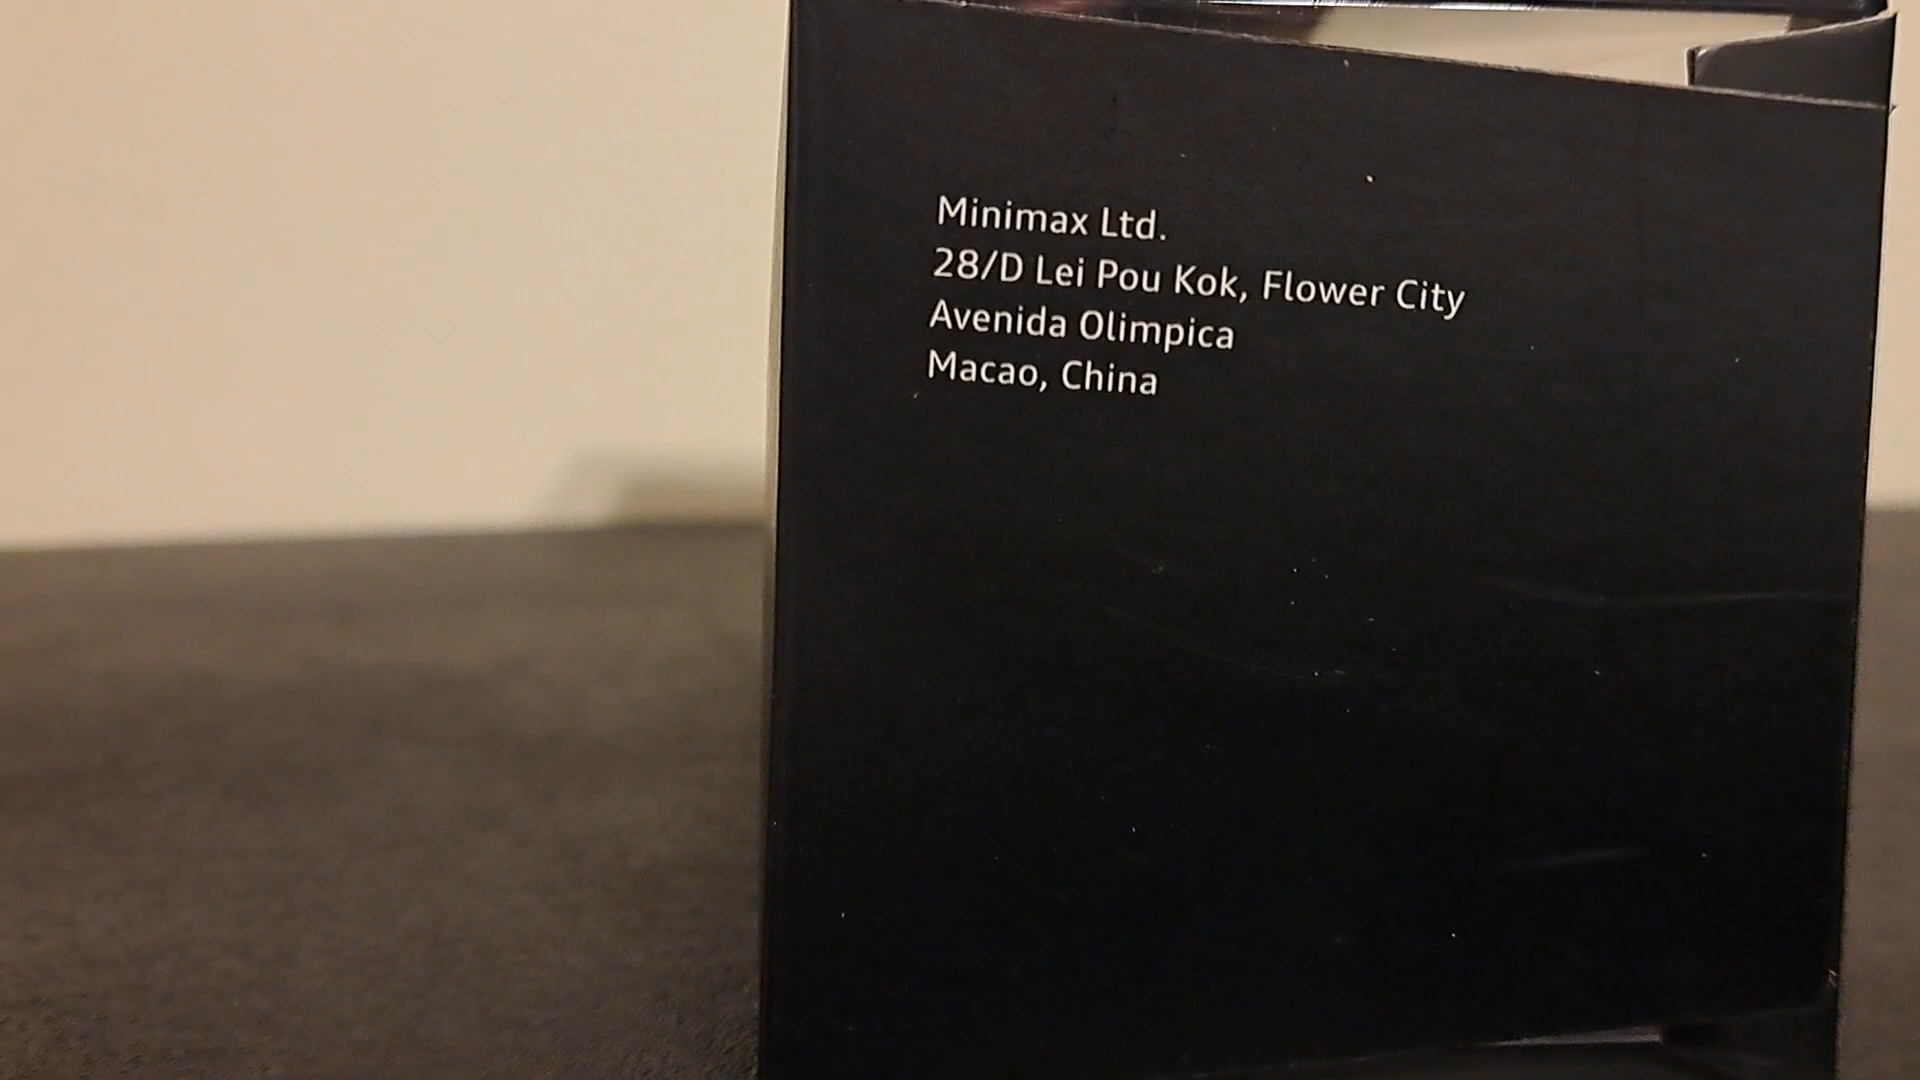 Minimax Ltd.
28/D Lei Pou Kok, Flower City
Avenida Olimpica
Macao, China